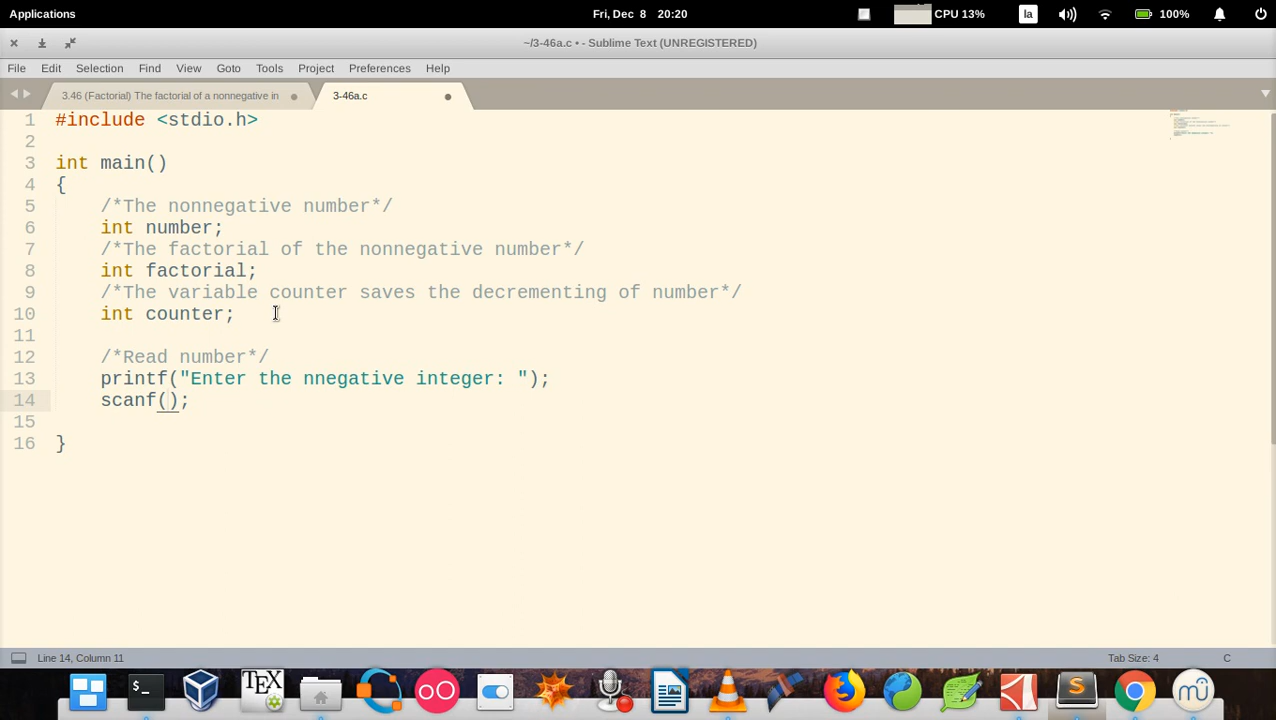 Applications
Fri, Dec 8 20:20
CPU 13%
la
100%
~/3-46a.c • - Sublime Text (UNREGISTERED)
File Edit Selection Find View Goto Tools Project Preferences Help
3.46 (Factorial) The factorial of a nonnegative in
3-46a.c
1 #include <stdio.h>
2
3 int main()
4 {
5 /*The nonnegative number*/
6 int number;
7 /*The factorial of the nonnegative number*/
8 int factorial;
9 /*The variable counter saves the decrementing of number*/
10 int counter;
11
12 /*Read number*/
13 printf("Enter the nnegative integer: ");
14 scanf();
15
16 }
Line 14, Column 11
Tab Size: 4
C
>_
TEX
S
mu